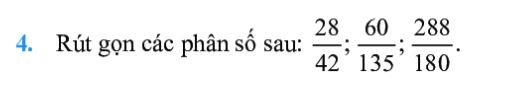 4. Rút gọn các phân số sau: 28/42; 60/135; 288/180.